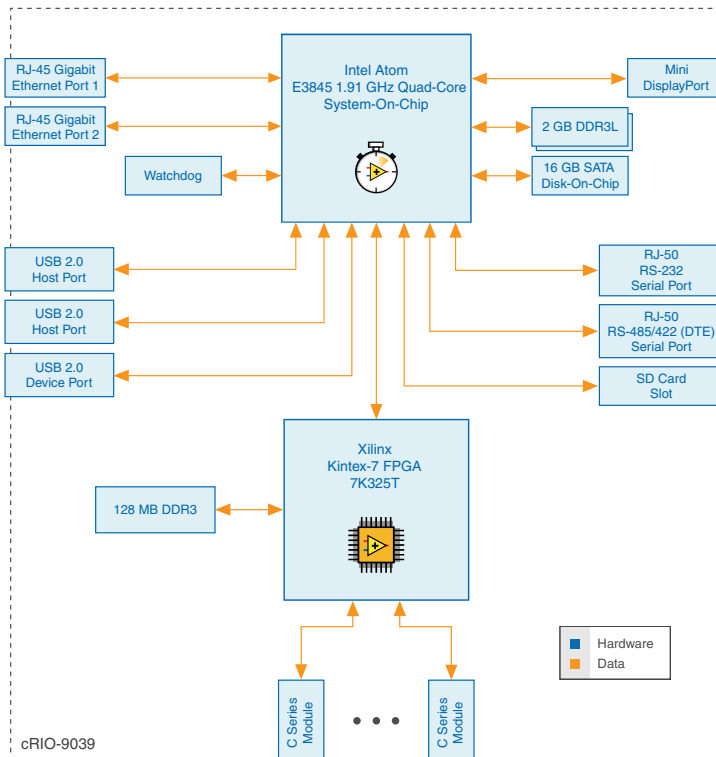 RJ-45 Gigabit
Ethernet Port 1
RJ-45 Gigabit
Ethernet Port 2
Watchdog
Intel Atom
E3845 1.91 GHz Quad-Core
System-On-Chip
Mini
DisplayPort
2 GB DDR3L
16 GB SATA
Disk-On-Chip
USB 2.0
Host Port
USB 2.0
Host Port
USB 2.0
Device Port
RJ-50
RS-232
Serial Port
RJ-50
RS-485/422 (DTE)
Serial Port
SD Card
Slot
Xilinx
Kintex-7 FPGA
7K325T
128 MB DDR3
C Series
Module
C Series
Module
Hardware
Data
cRIO-9039